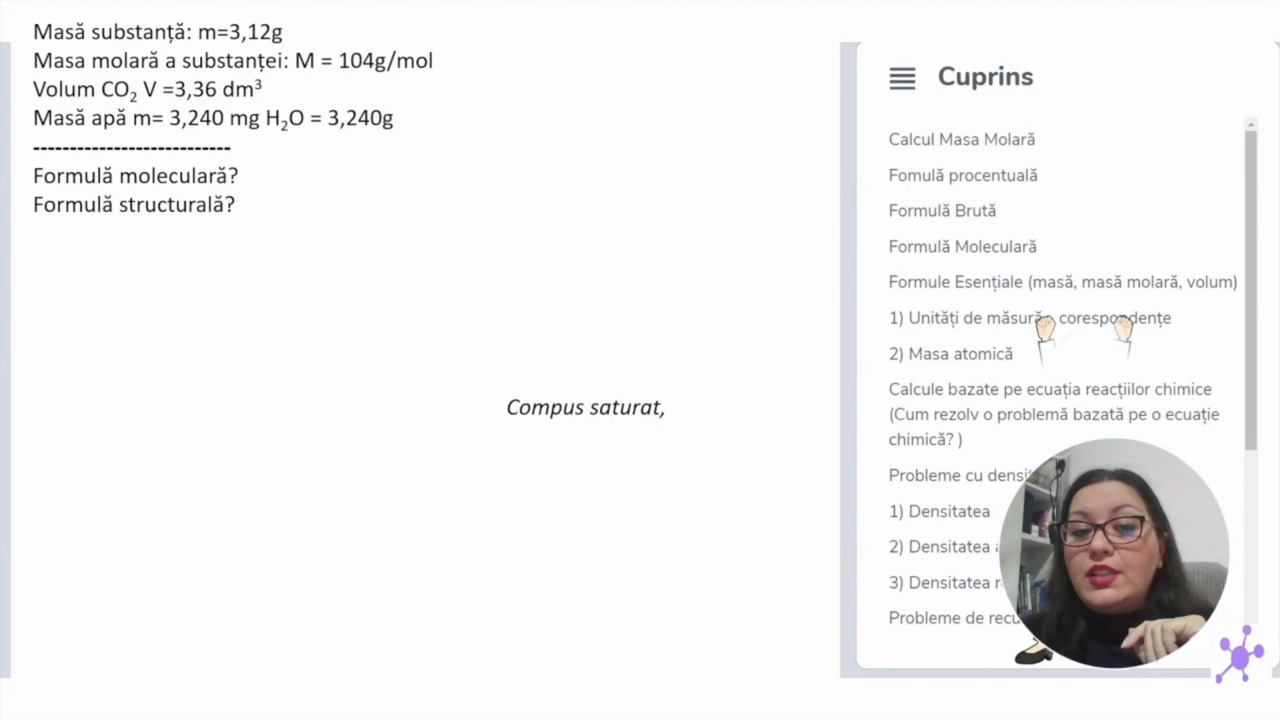 Masă substanță: m=3,12g
Masa molară a substanței: M = 104g/mol
Volum CO₂ V =3,36 dm³
Masă apă m= 3,240 mg H₂O = 3,240g
---------------------------
Formulă moleculară?
Formulă structurală?
Compus saturat,
Cuprins
Calcul Masa Molară
Fomulă procentuală
Formulă Brută
Formulă Moleculară
Formule Esențiale (masă, masă molară, volum)
1) Unități de măsură corespondențe
2) Masa atomică
Calcule bazate pe ecuația reacțiilor chimice
(Cum rezolv o problemă bazată pe o ecuație
chimică? )
Probleme cu
1) Densitatea
2) Densitatea
3) Densitatea
Probleme de